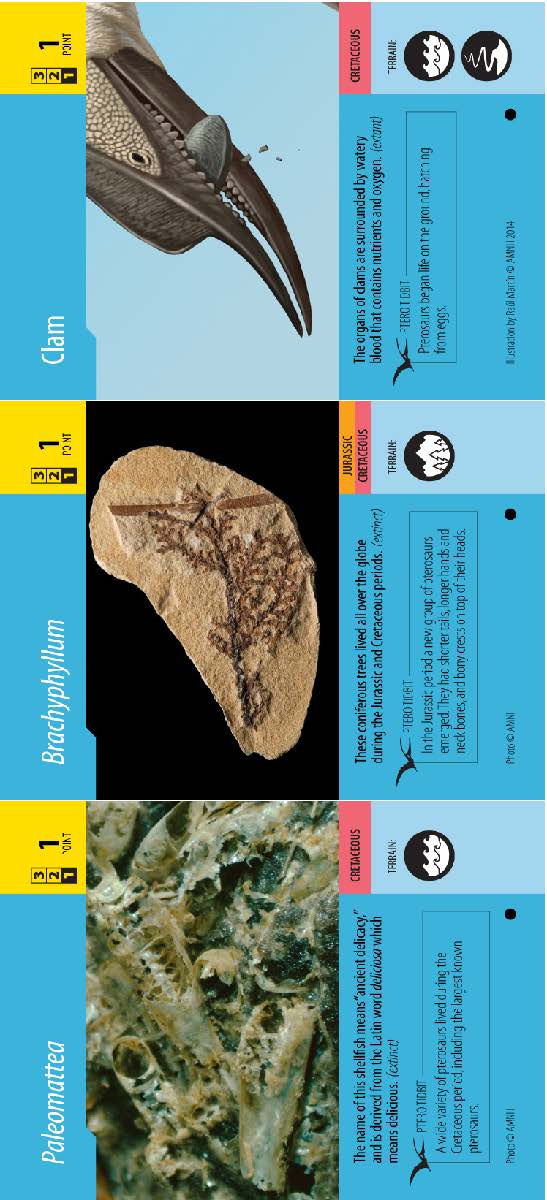 Clam
1
POINT
3
2
1
CRETACEOUS
TERRAIN:
The organs of clams are surrounded by watery
blood that contains nutrients and oxygen. (extant)
PTERO TIDBIT
Pterosaurs began life on the ground, hatching
from eggs.
Illustration by Raúl Martín © AMNH 2014
Brachyphyllum
1
POINT
3
2
1
JURASSIC
CRETACEOUS
TERRAIN:
These coniferous trees lived all over the globe
during the Jurassic and Cretaceous periods. (extinct)
PTERO TIDBIT
In the Jurassic period a new group of pterosaurs
emerged. They had shorter tails, longer hands and
neck bones, and bony crests on top of their heads.
Photo © AMNH
Paleomattea
1
POINT
3
2
1
CRETACEOUS
TERRAIN:
The name of this shellfish means "ancient delicacy,"
and is derived from the Latin word deliciosa which
means delicious. (extinct)
PTERO TIDBIT
A wide variety of pterosaurs lived during the
Cretaceous period, including the largest known
pterosaurs.
Photo © AMNH